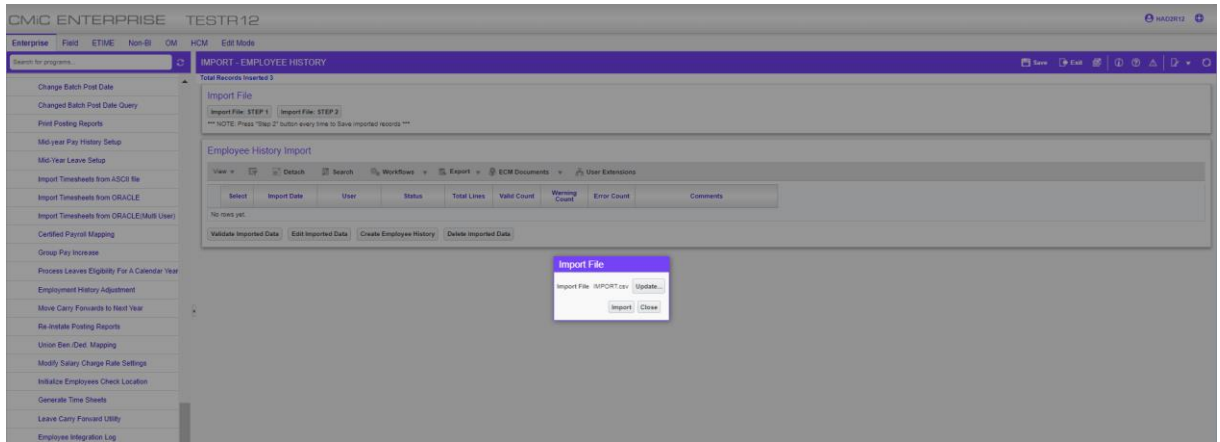 CMiC ENTERPRISE TESTR12
HAD2R12
Enterprise Field ETIME Non-BI OM HCM Edit Mode
Search for programs...
IMPORT - EMPLOYEE HISTORY
Save Exit
Total Records Inserted 3
Change Batch Post Date
Changed Batch Post Date Query
Print Posting Reports
Mid-year Pay History Setup
Mid-Year Leave Setup
Import Timesheets from ASCII file
Import Timesheets from ORACLE
Import Timesheets from ORACLE(Multi User)
Certified Payroll Mapping
Group Pay Increase
Process Leaves Eligibility For A Calendar Year
Employment History Adjustment
Move Carry Forwards to Next Year
Re-Instate Posting Reports
Union Ben./Ded. Mapping
Modify Salary Charge Rate Settings
Initialize Employees Check Location
Generate Time Sheets
Leave Carry Forward Utility
Employee Integration Log
Import File
Import File: STEP 1 Import File: STEP 2
*** NOTE: Press "Step 2" button every time to Save imported records ***
Employee History Import
View Detach Search Workflows Export ECM Documents User Extensions
Select Import Date User Status Total Lines Valid Count Warning Count Error Count Comments
No rows yet.
Validate Imported Data Edit Imported Data Create Employee History Delete Imported Data
Import File
Import File IMPORT.csv Update...
Import Close